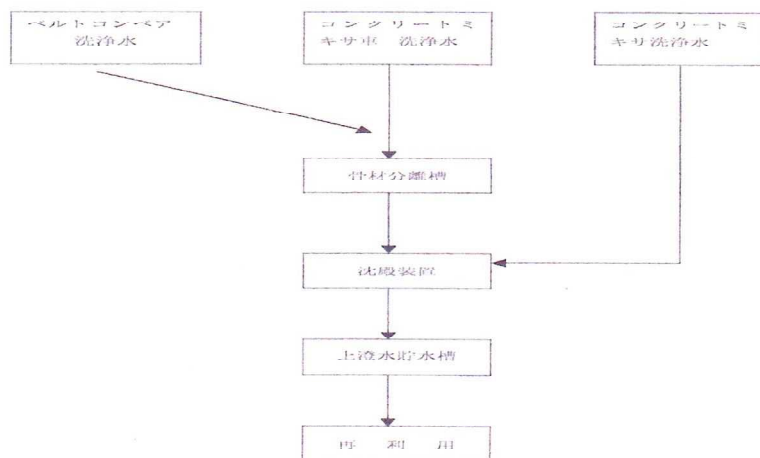 ベルトコンベア
洗浄水
コンクリートミ
キサ車 洗浄水
コンクリートミ
キサ洗浄水
骨材分離槽
沈殿装置
上澄水貯水槽
再 利 用